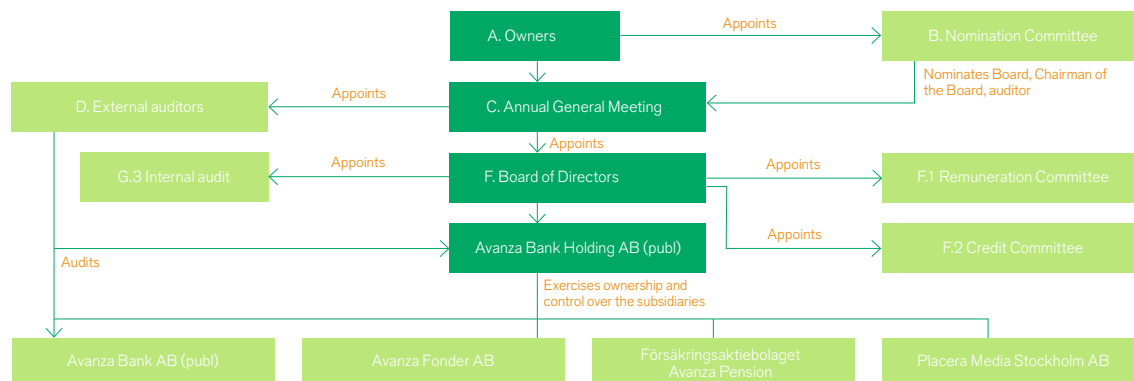 A. Owners
Appoints
B. Nomination Committee
Nominates Board, Chairman of
the Board, auditor
D. External auditors
Appoints
C. Annual General Meeting
Appoints
G.3 Internal audit
Appoints
F. Board of Directors
Appoints
F.1 Remuneration Committee
Avanza Bank Holding AB (publ)
Appoints
F.2 Credit Committee
Audits
Exercises ownership and
control over the subsidiaries
Avanza Bank AB (publ)
Avanza Fonder AB
Försäkringsaktiebolaget
Avanza Pension
Placera Media Stockholm AB